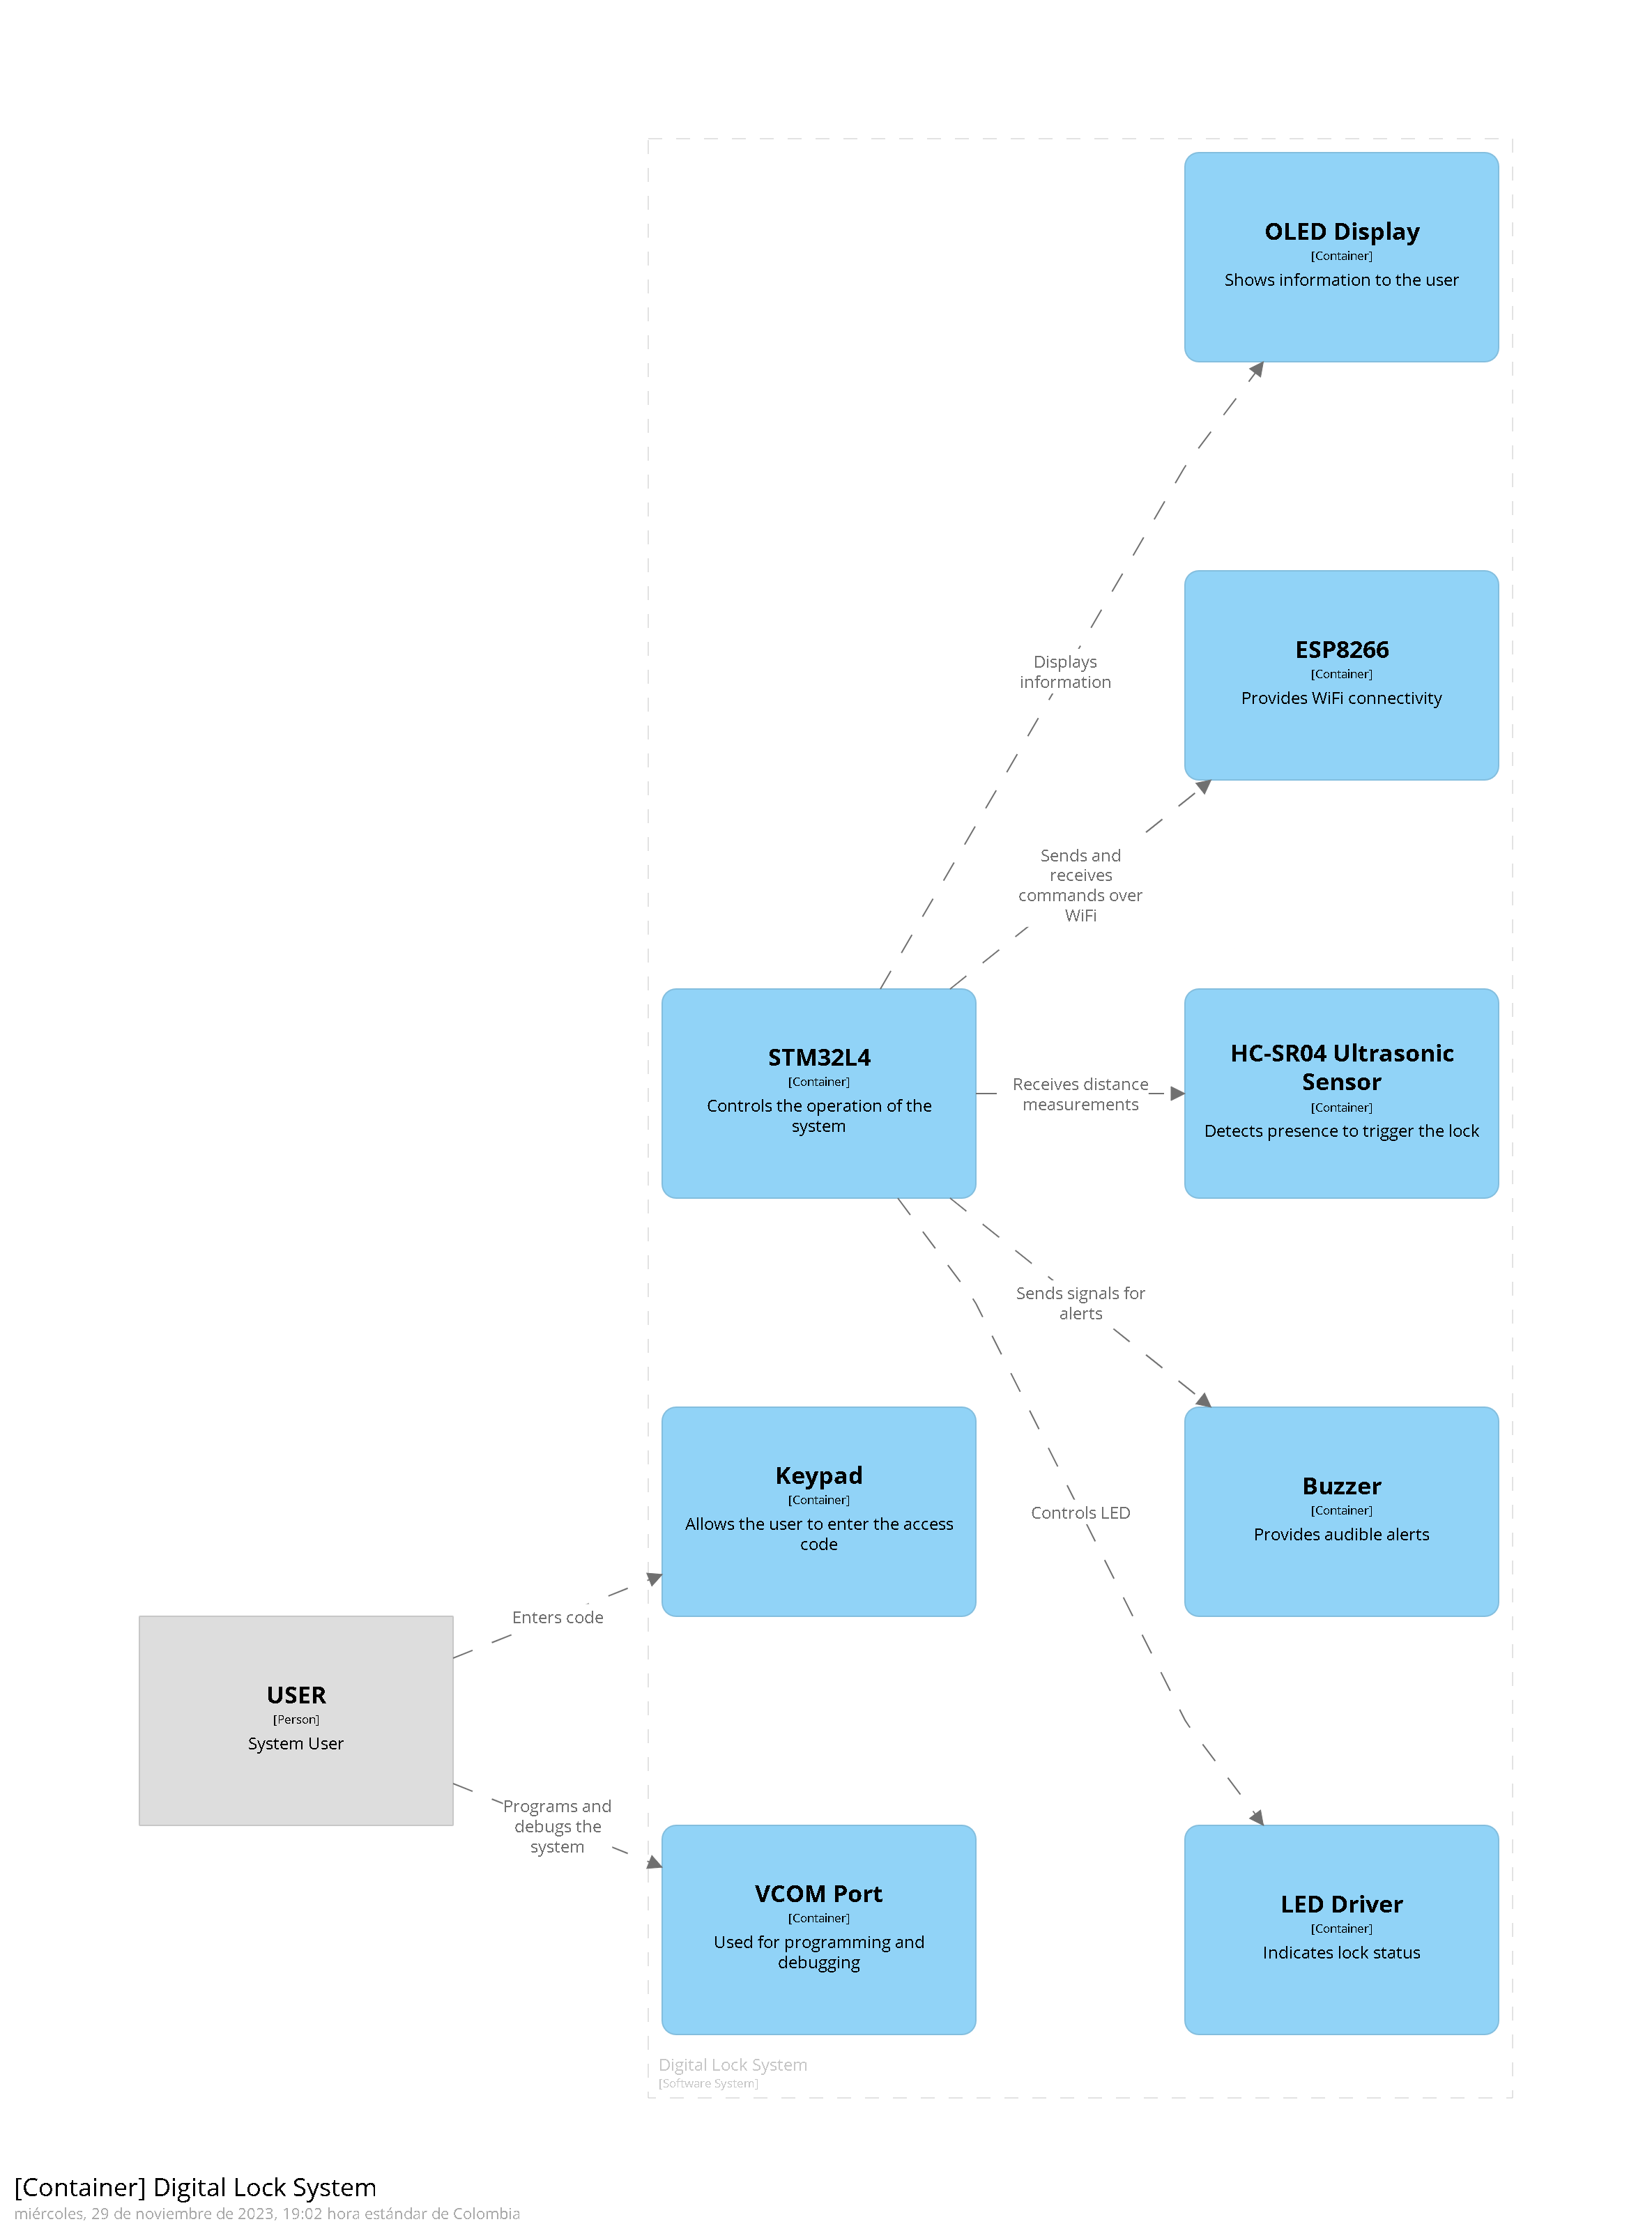 OLED Display
[Container]
Shows information to the user
ESP8266
[Container]
Provides WiFi connectivity
Displays
information
Sends and
receives
commands over
WiFi
STM32L4
[Container]
Controls the operation of the
system
Receives distance
measurements
HC-SR04 Ultrasonic
Sensor
[Container]
Detects presence to trigger the lock
Sends signals for
alerts
Keypad
[Container]
Allows the user to enter the access
code
Controls LED
Buzzer
[Container]
Provides audible alerts
Enters code
USER
[Person]
System User
Programs and
debugs the
system
VCOM Port
[Container]
Used for programming and
debugging
LED Driver
[Container]
Indicates lock status
Digital Lock System
[Software System]
[Container] Digital Lock System
miércoles, 29 de noviembre de 2023, 19:02 hora estándar de Colombia